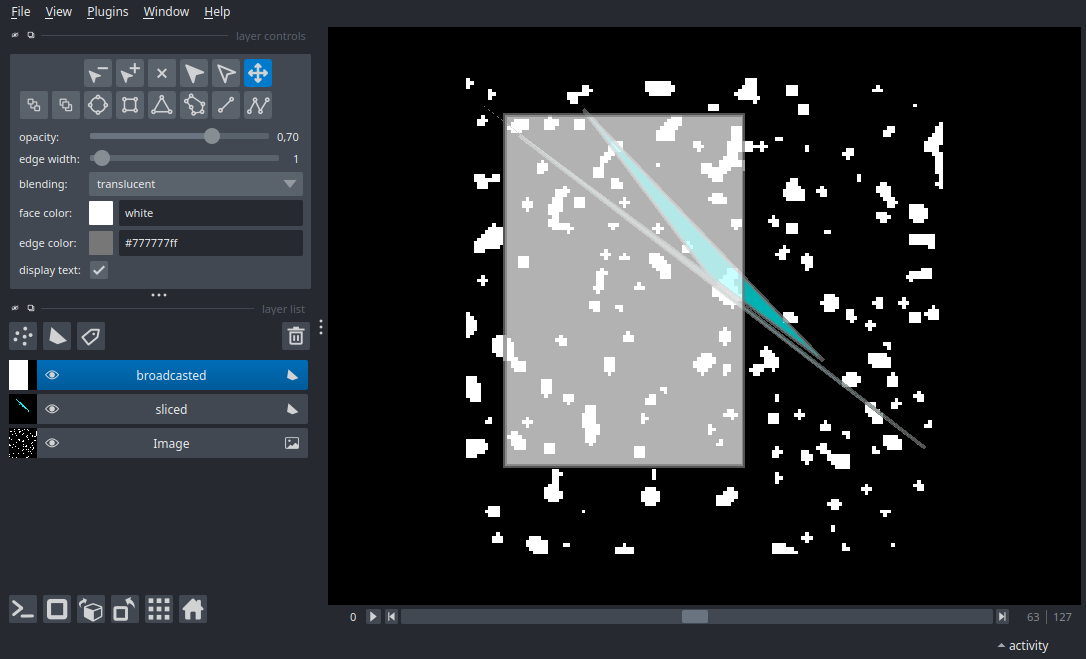 File View Plugins Window Help
layer controls
opacity: 0,70
edge width: 1
blending: translucent
face color: white
edge color: #777777ff
display text:
layer list
broadcasted
sliced
Image
0 63 127
activity